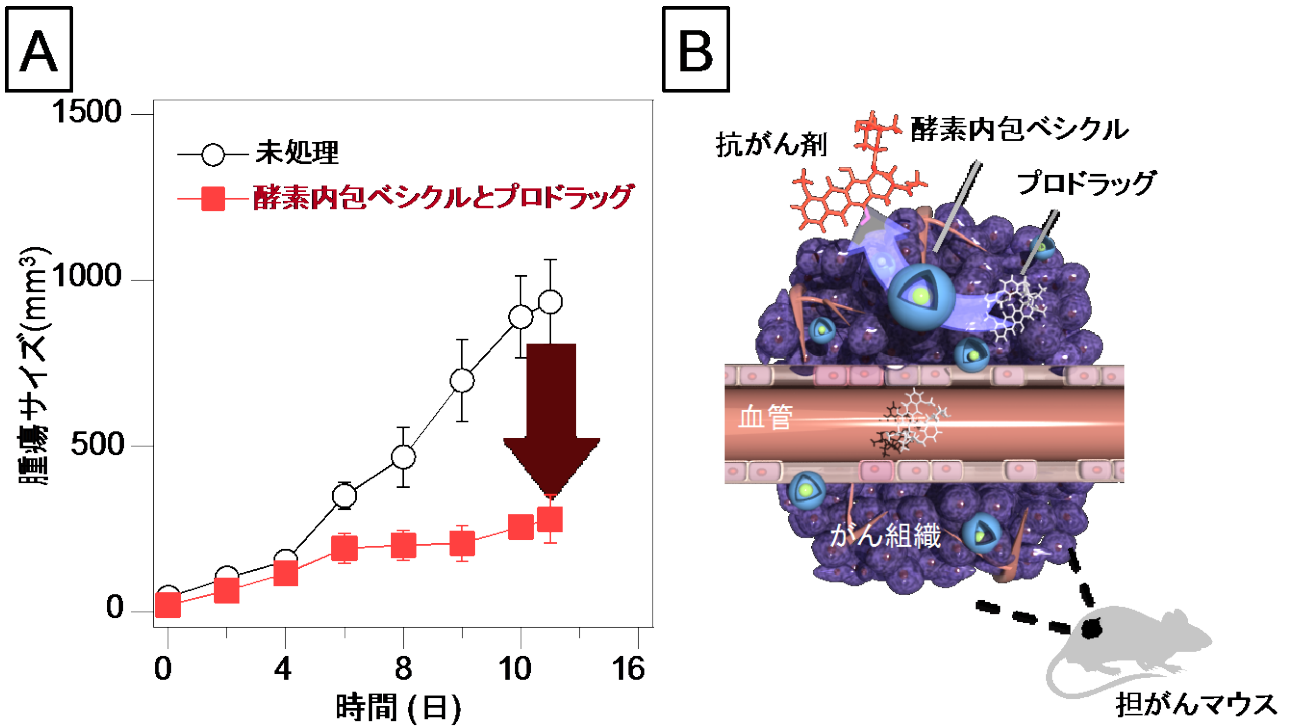 A
1500
1000
500
0
腫瘍サイズ(mm³)
未処理
酵素内包ベシクルとプロドラッグ
0
4
8
10
16
時間 (日)
B
抗がん剤
酵素内包ベシクル
プロドラッグ
血管
がん組織
担がんマウス